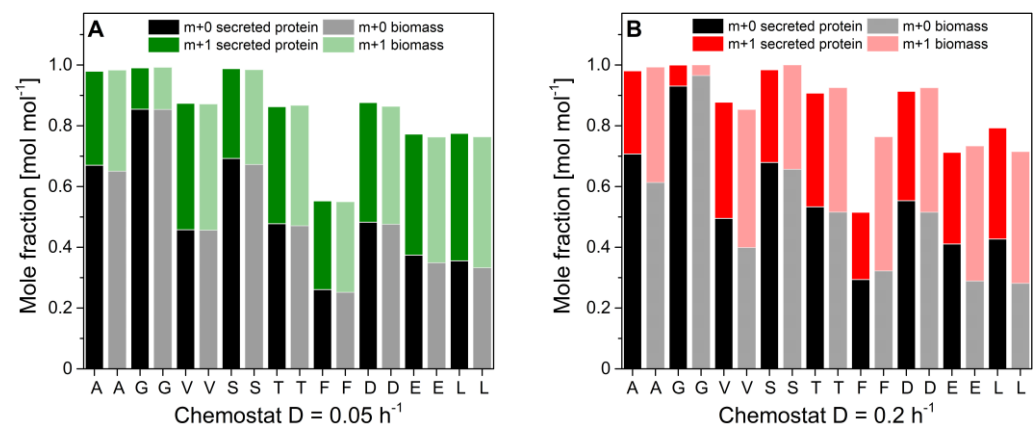 A
m+0 secreted protein m+0 biomass
m+1 secreted protein m+1 biomass
Mole fraction [mol mol⁻¹]
1.0
0.8
0.6
0.4
0.2
0
A A G G V V S S T T F F D D E E L L
Chemostat D = 0.05 h⁻¹
B
m+0 secreted protein m+0 biomass
m+1 secreted protein m+1 biomass
Mole fraction [mol mol⁻¹]
1.0
0.8
0.6
0.4
0.2
0
A A G G V V S S T T F F D D E E L L
Chemostat D = 0.2 h⁻¹